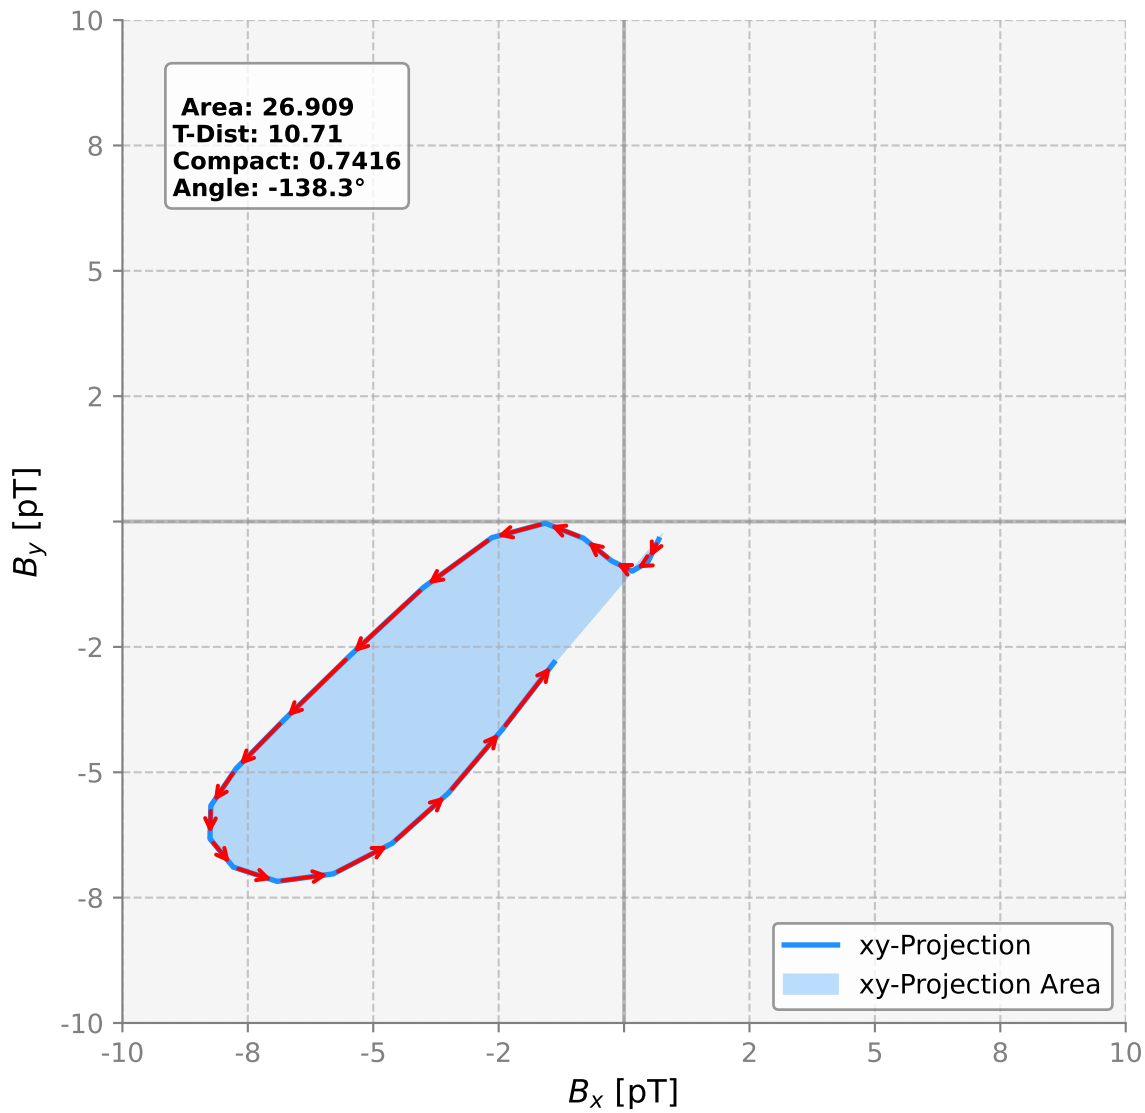 10
Area: 26.909
T-Dist: 10.71
Compact: 0.7416
Angle: -138.3°
8
5
2
B_y [pT]
-2
-5
-8
-10
xy-Projection
xy-Projection Area
-10 -8 -5 -2 2 5 8 10
B_x [pT]